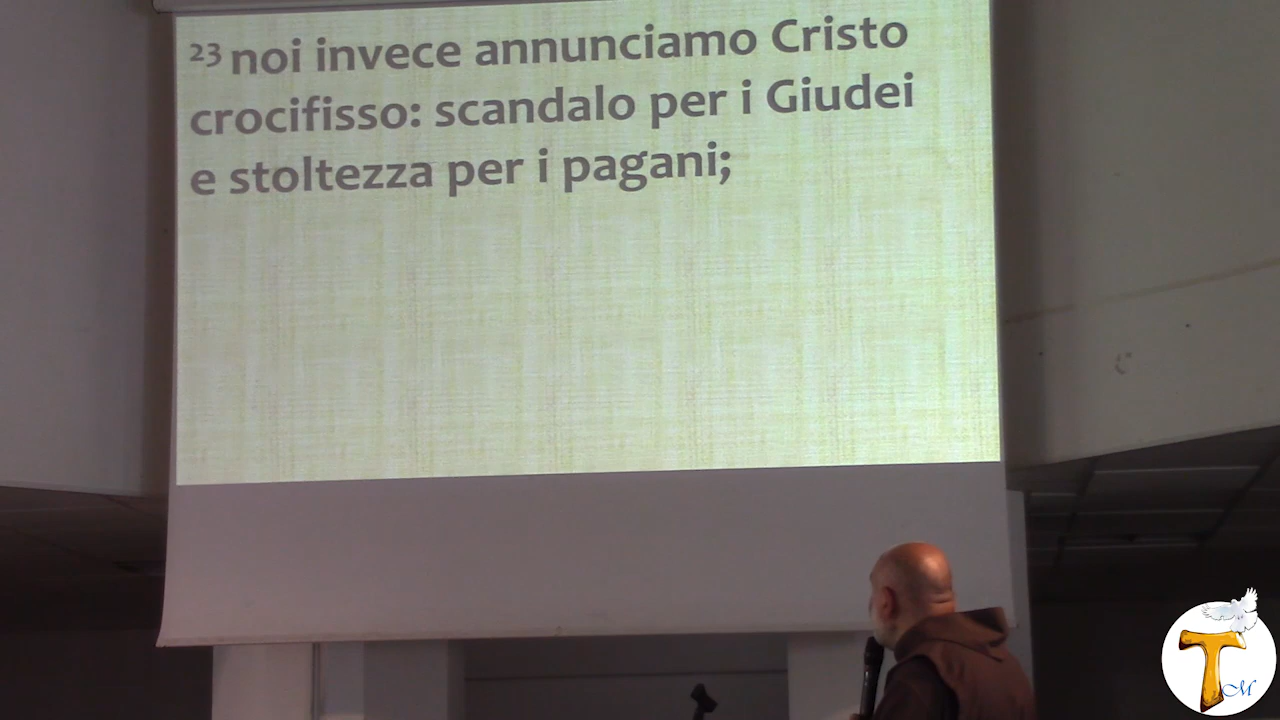 23 noi invece annunciamo Cristo
crocifisso: scandalo per i Giudei
e stoltezza per i pagani;
T M